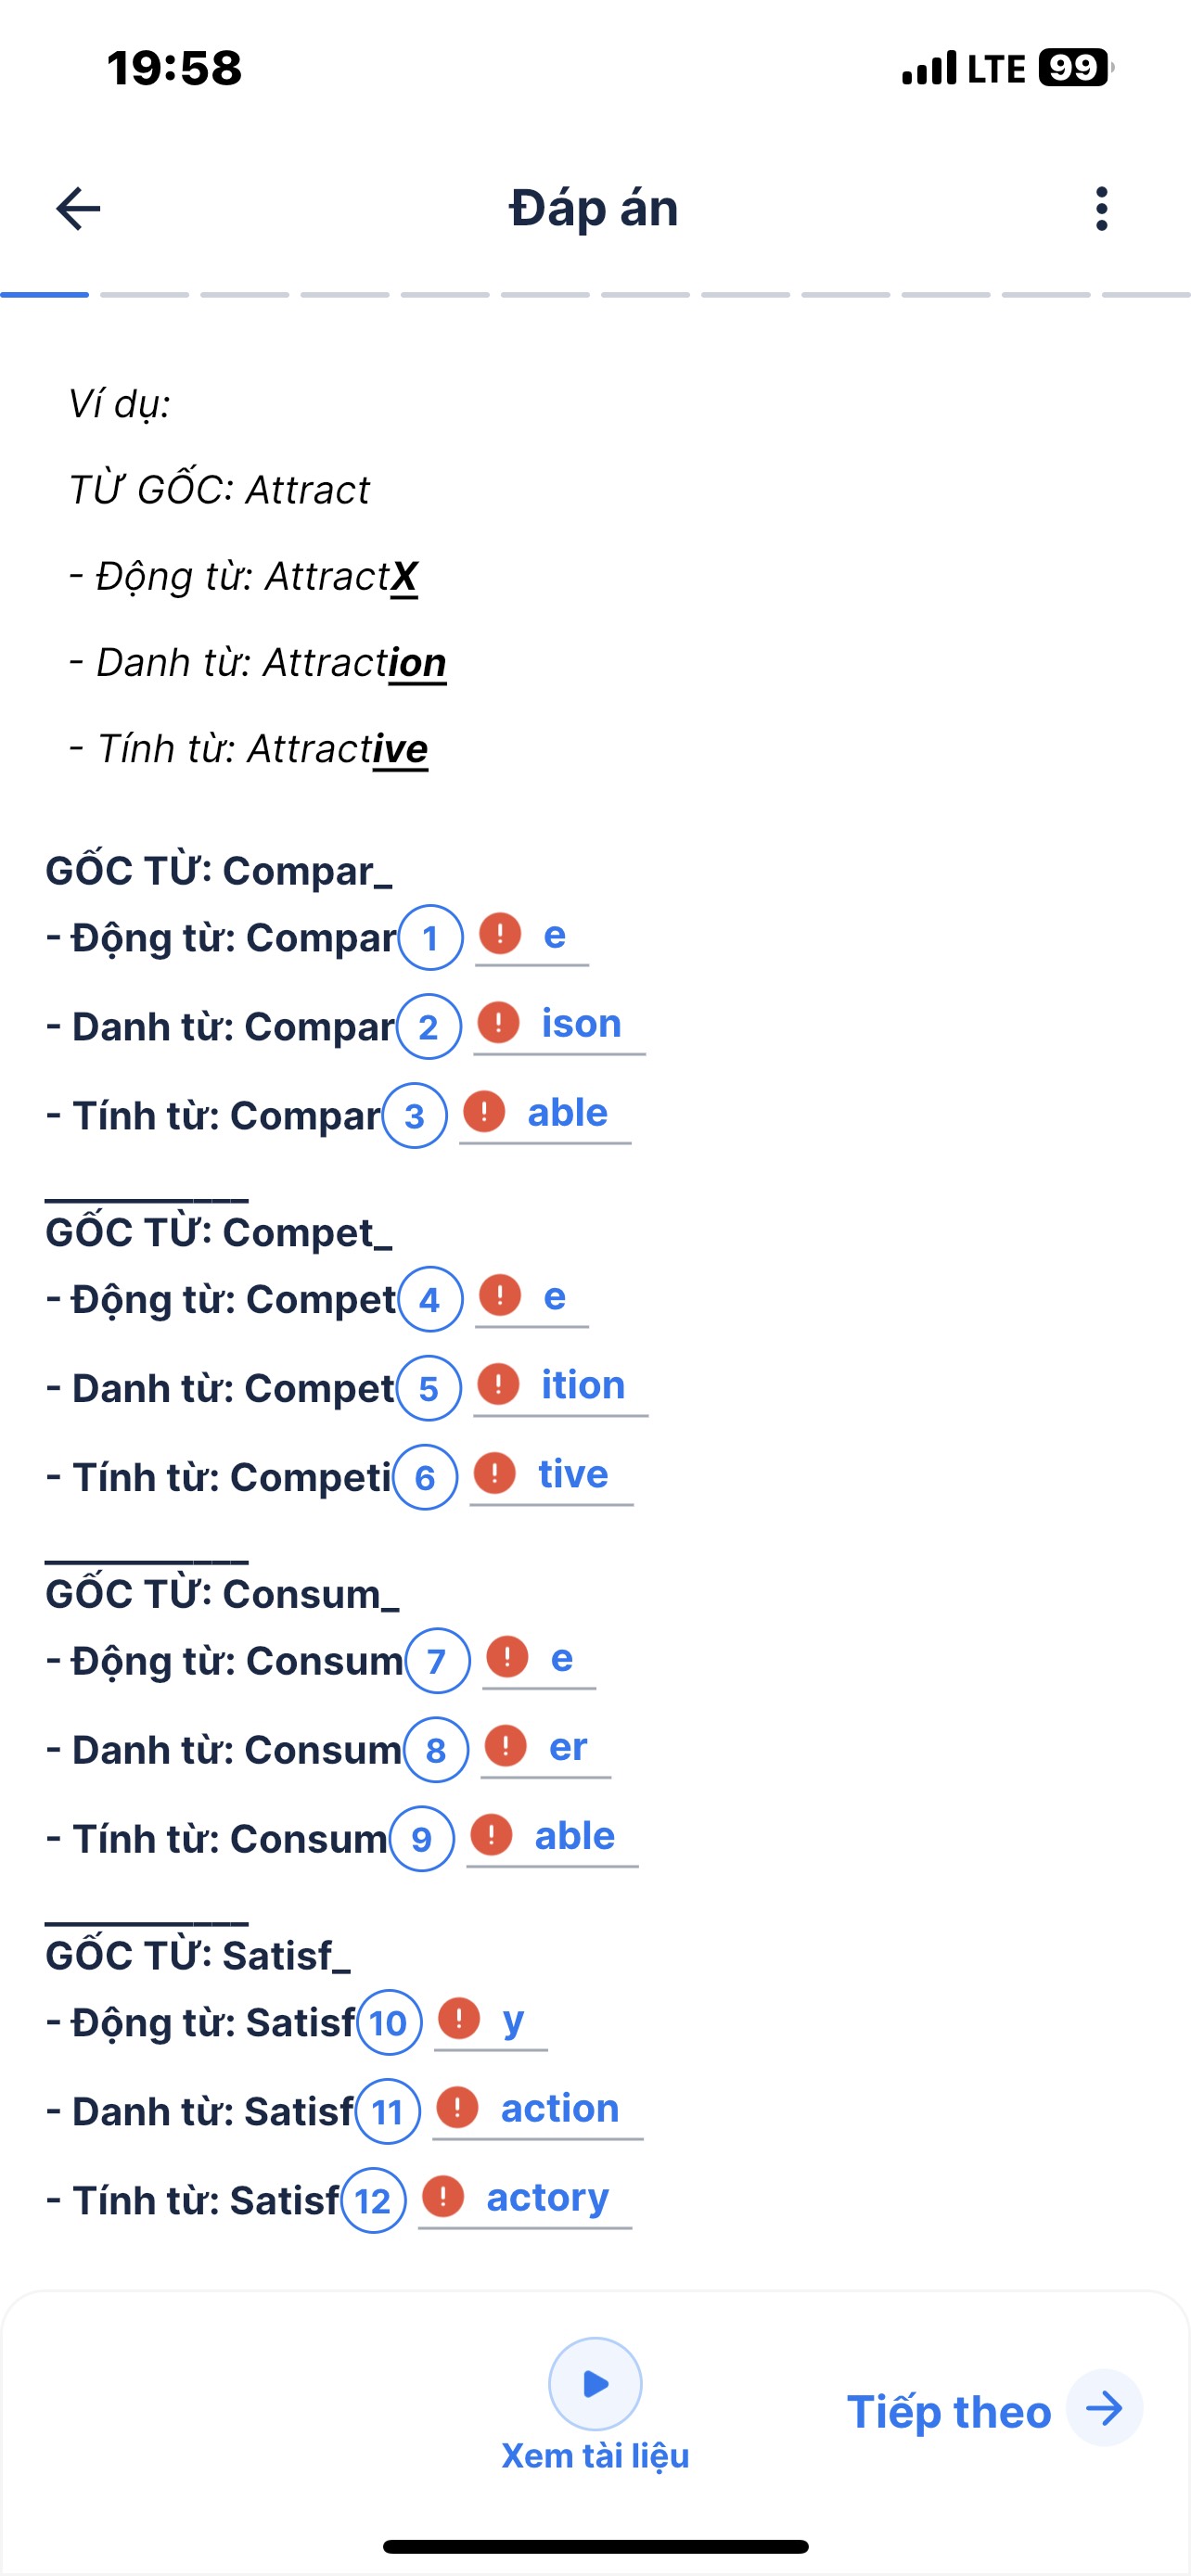 19:58 LTE 99
Đáp án
Ví dụ:
TỪ GỐC: Attract
- Động từ: AttractX
- Danh từ: Attraction
- Tính từ: Attractive
GỐC TỪ: Compar_
- Động từ: Compar 1 e
- Danh từ: Compar 2 ison
- Tính từ: Compar 3 able
___________
GỐC TỪ: Compet_
- Động từ: Compet 4 e
- Danh từ: Compet 5 ition
- Tính từ: Competi 6 tive
___________
GỐC TỪ: Consum_
- Động từ: Consum 7 e
- Danh từ: Consum 8 er
- Tính từ: Consum 9 able
___________
GỐC TỪ: Satisf_
- Động từ: Satisf 10 y
- Danh từ: Satisf 11 action
- Tính từ: Satisf 12 actory
Xem tài liệu
Tiếp theo